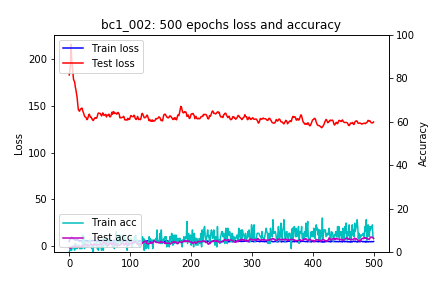 bc1_002: 500 epochs loss and accuracy
Train loss
Test loss
Train acc
Test acc
Loss
200
150
100
50
0
Accuracy
100
80
60
40
20
0
0
100
200
300
400
500